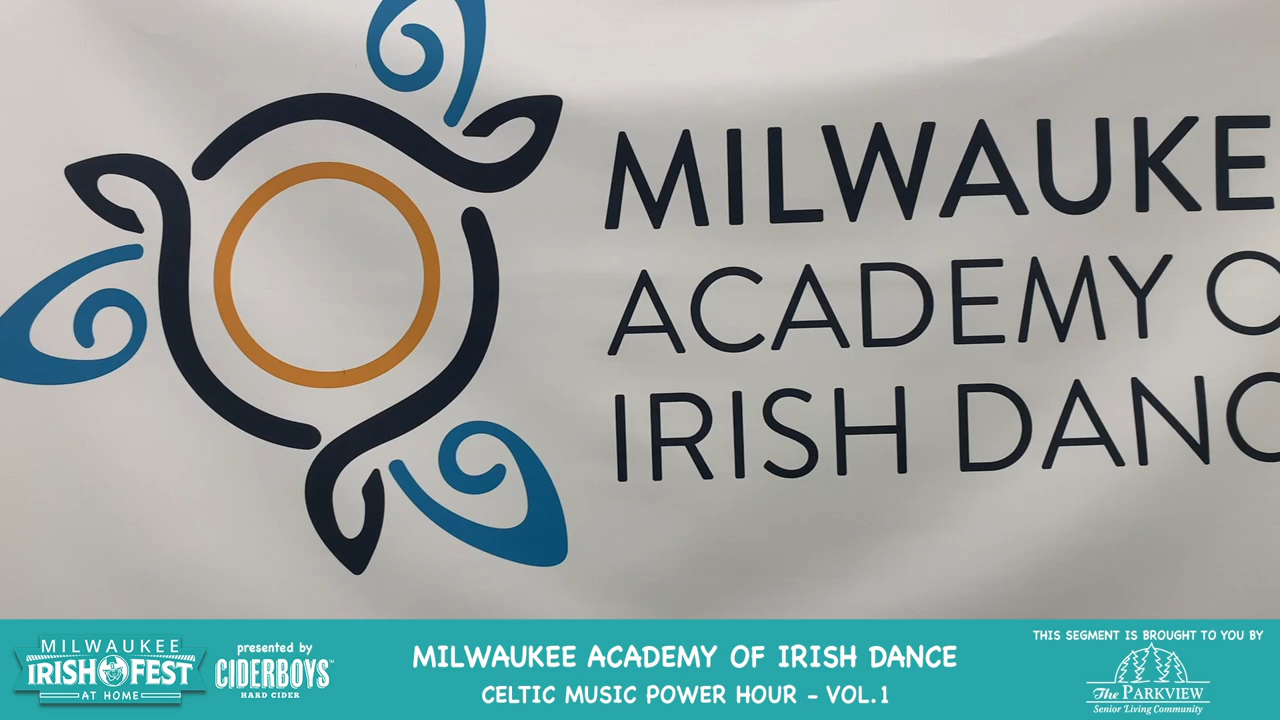 MILWAUKE
ACADEMY O
IRISH DANC
MILWAUKEE
IRISH FEST
AT HOME
presented by
CIDERBOYS
HARD CIDER
MILWAUKEE ACADEMY OF IRISH DANCE
CELTIC MUSIC POWER HOUR - VOL.1
THIS SEGMENT IS BROUGHT TO YOU BY
The PARKVIEW
Senior Living Community